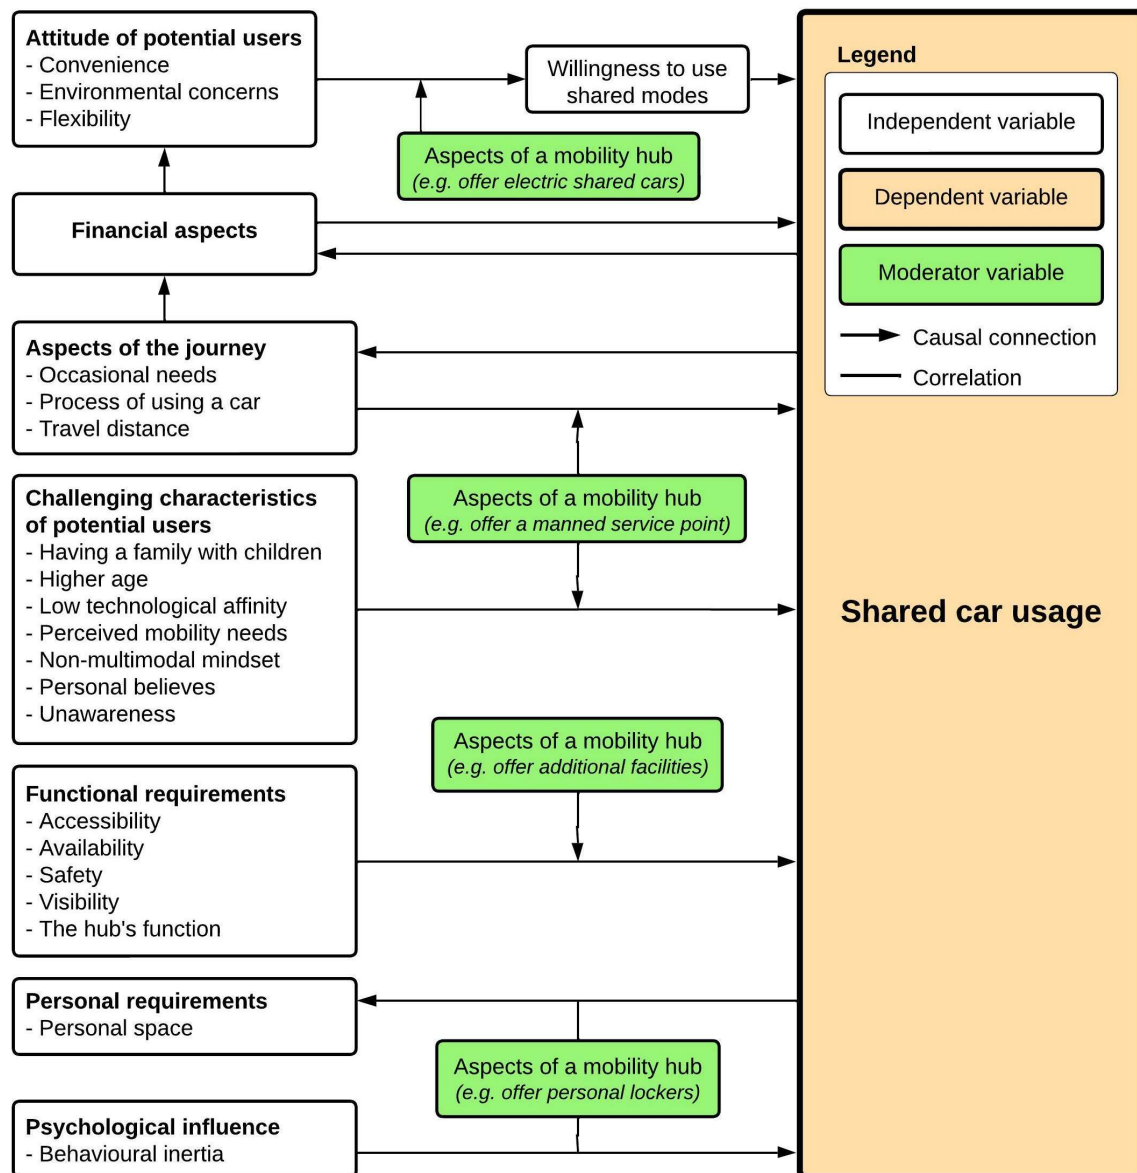 Attitude of potential users
- Convenience
- Environmental concerns
- Flexibility
Willingness to use
shared modes
Aspects of a mobility hub
(e.g. offer electric shared cars)
Financial aspects
Aspects of the journey
- Occasional needs
- Process of using a car
- Travel distance
Aspects of a mobility hub
(e.g. offer a manned service point)
Challenging characteristics
of potential users
- Having a family with children
- Higher age
- Low technological affinity
- Perceived mobility needs
- Non-multimodal mindset
- Personal believes
- Unawareness
Aspects of a mobility hub
(e.g. offer additional facilities)
Functional requirements
- Accessibility
- Availability
- Safety
- Visibility
- The hub's function
Personal requirements
- Personal space
Aspects of a mobility hub
(e.g. offer personal lockers)
Psychological influence
- Behavioural inertia
Legend
Independent variable
Dependent variable
Moderator variable
Causal connection
Correlation
Shared car usage